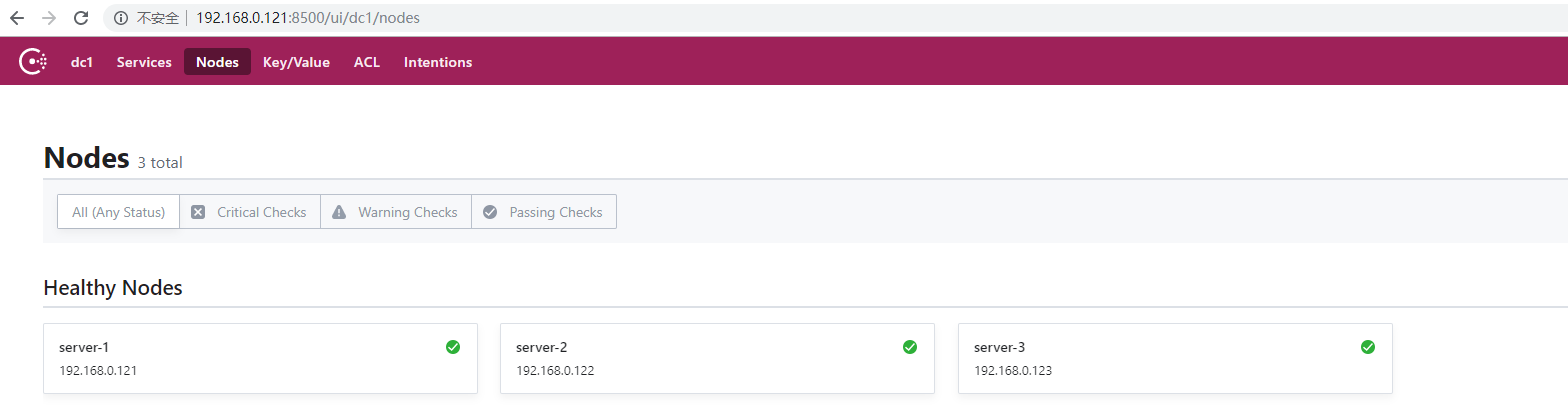 不安全 192.168.0.121:8500/ui/dc1/nodes
dc1 Services Nodes Key/Value ACL Intentions
Nodes 3 total
All (Any Status) Critical Checks Warning Checks Passing Checks
Healthy Nodes
server-1 server-2 server-3
192.168.0.121 192.168.0.122 192.168.0.123